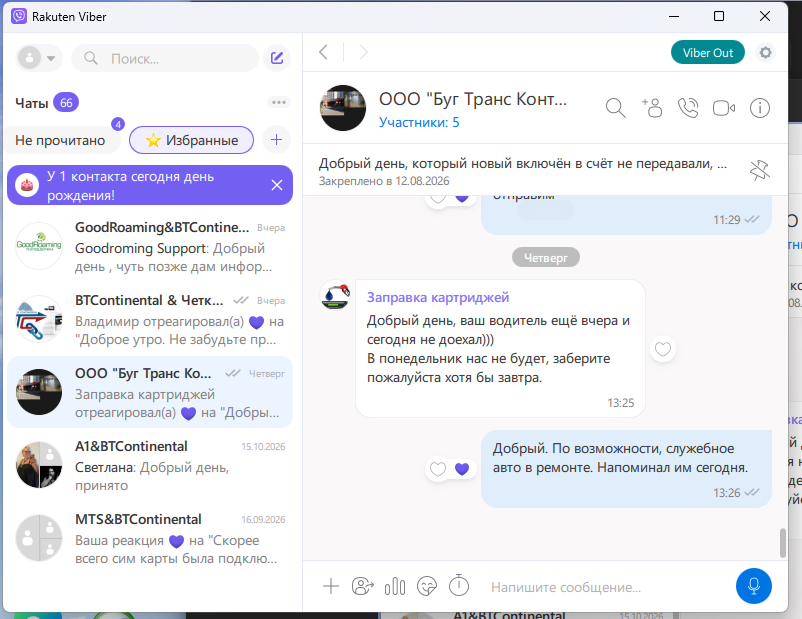 Rakuten Viber
Поиск...
Viber Out
Чаты 66
4
Не прочитано
Избранные
У 1 контакта сегодня день
рождения!
GoodRoaming&BTContine... Вчера
Goodroming Support: Добрый
день , чуть позже дам инфор...
GoodRoaming
BTContinental & Четк... Вчера
Владимир отреагировал(а) 💜 на
"Доброе утро. Не забудьте пр...
ООО "Буг Транс Ко... Четверг
Заправка картриджей
отреагировал(а) 💜 на "Добры...
A1&BTContinental 15.10.2026
Светлана: Добрый день,
принято
MTS&BTContinental 16.09.2026
Ваша реакция 💜 на "Скорее
всего сим карты была подклю...
ООО "Буг Транс Конт...
Участники: 5
Добрый день, который новый включён в счёт не передавали, ...
Закреплено в 12.08.2026
отправим
11:29
Четверг
Заправка картриджей
Добрый день, ваш водитель ещё вчера и
сегодня не доехал)))
В понедельник нас не будет, заберите
пожалуйста хотя бы завтра.
13:25
Добрый. По возможности, служебное
авто в ремонте. Напоминал им сегодня.
13:26
Напишите сообщение...
A1&BTContinental 15.10.2026